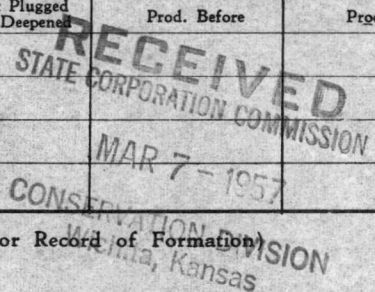 Plugged
Deepened
Prod. Before
RECEIVED
STATE CORPORATION COMMISSION
MAR 7 - 1957
CONSERVATION DIVISION
or Record of Formation)
Wichita, Kansas